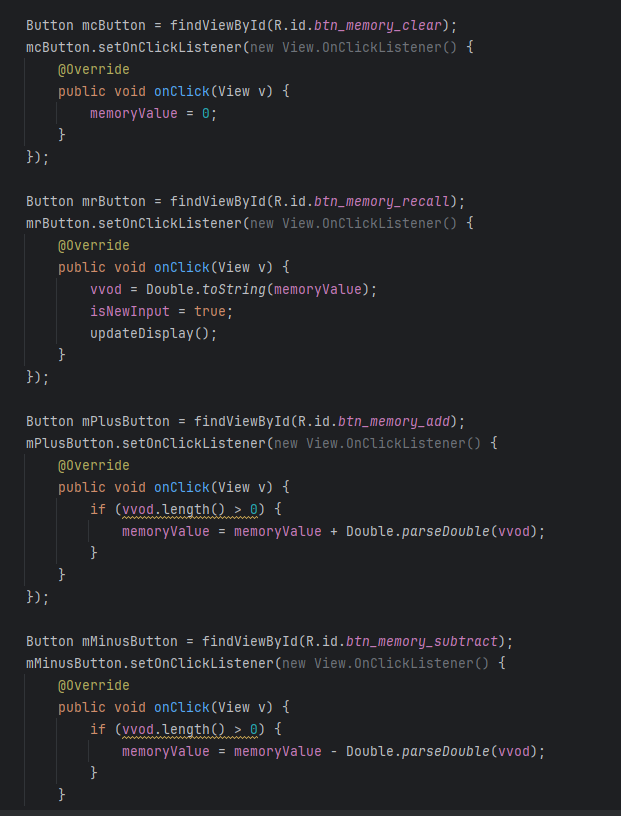 Button mcButton = findViewById(R.id.btn_memory_clear);
mcButton.setOnClickListener(new View.OnClickListener() {
    @Override
    public void onClick(View v) {
        memoryValue = 0;
    }
});

Button mrButton = findViewById(R.id.btn_memory_recall);
mrButton.setOnClickListener(new View.OnClickListener() {
    @Override
    public void onClick(View v) {
        vvod = Double.toString(memoryValue);
        isNewInput = true;
        updateDisplay();
    }
});

Button mPlusButton = findViewById(R.id.btn_memory_add);
mPlusButton.setOnClickListener(new View.OnClickListener() {
    @Override
    public void onClick(View v) {
        if (vvod.length() > 0) {
            memoryValue = memoryValue + Double.parseDouble(vvod);
        }
    }
});

Button mMinusButton = findViewById(R.id.btn_memory_subtract);
mMinusButton.setOnClickListener(new View.OnClickListener() {
    @Override
    public void onClick(View v) {
        if (vvod.length() > 0) {
            memoryValue = memoryValue - Double.parseDouble(vvod);
        }
    }